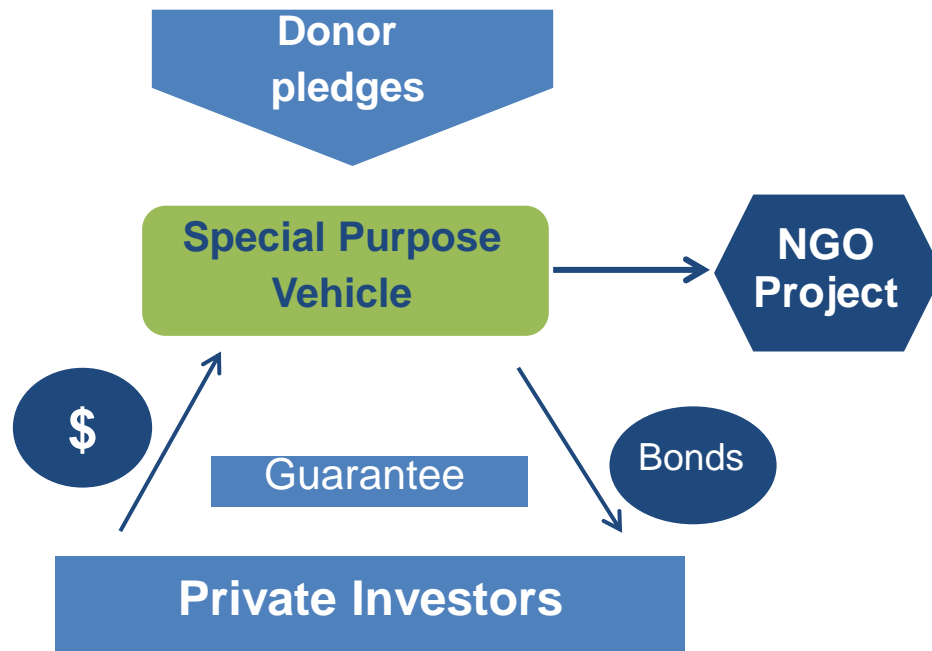 Donor
pledges
Special Purpose
Vehicle
NGO
Project
$
Guarantee
Bonds
Private Investors